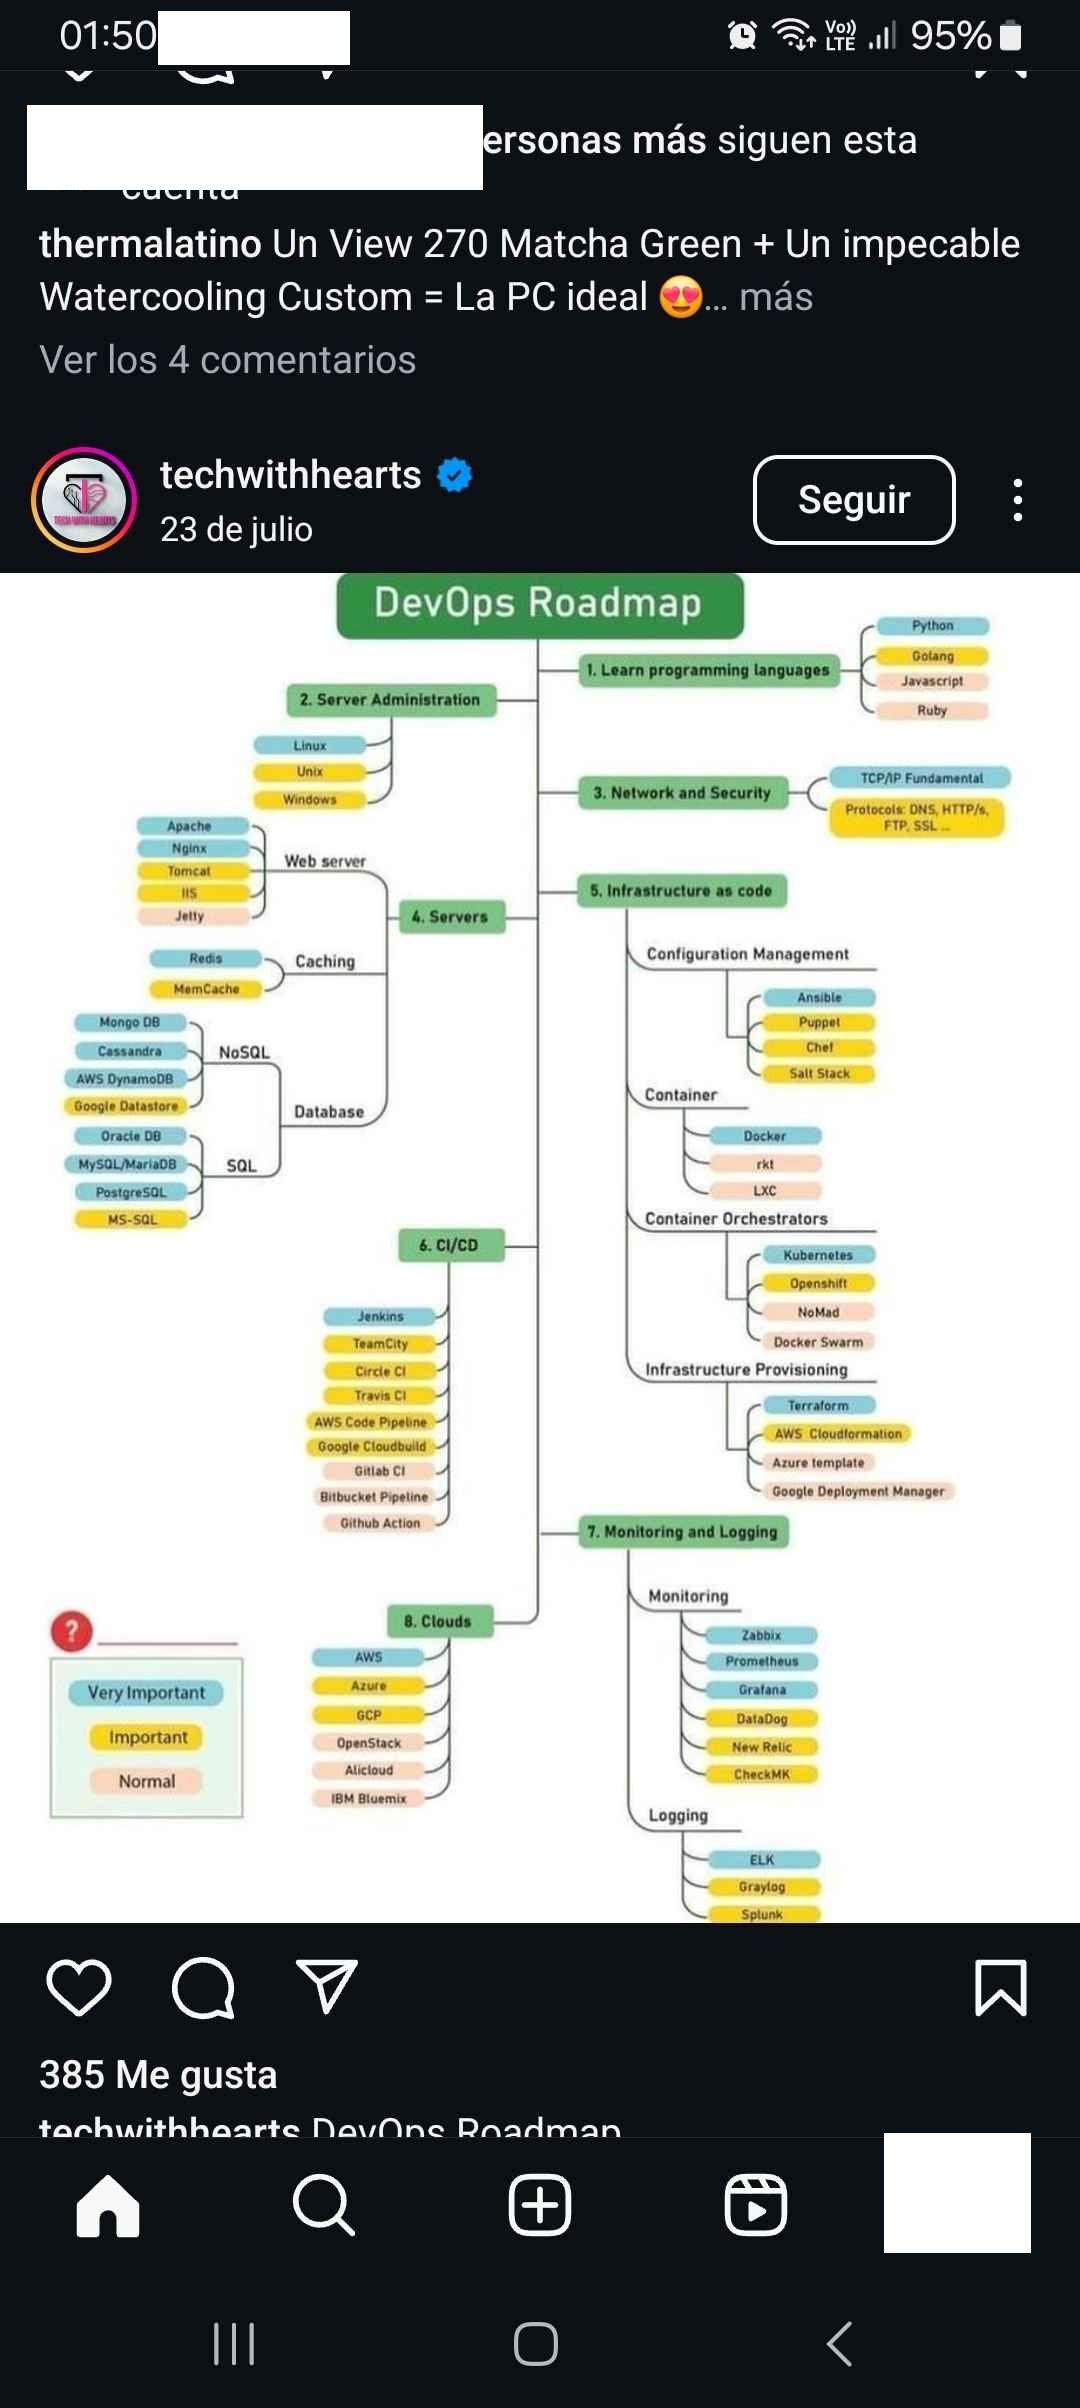 01:50
Vo)) LTE
95%
ersonas más siguen esta
cuenta
thermalatino Un View 270 Matcha Green + Un impecable
Watercooling Custom = La PC ideal 😍... más
Ver los 4 comentarios
techwithhearts
23 de julio
Seguir
TECH WITH HEARTS
DevOps Roadmap
1. Learn programming languages
Python
Golang
Javascript
Ruby
2. Server Administration
Linux
Unix
Windows
3. Network and Security
TCP/IP Fundamental
Protocols: DNS, HTTP/s,
FTP, SSL ...
4. Servers
Web server
Apache
Nginx
Tomcat
IIS
Jetty
Caching
Redis
MemCache
Database
NoSQL
Mongo DB
Cassandra
AWS DynamoDB
Google Datastore
SQL
Oracle DB
MySQL/MariaDB
PostgreSQL
MS-SQL
5. Infrastructure as code
Configuration Management
Ansible
Puppet
Chef
Salt Stack
Container
Docker
rkt
LXC
Container Orchestrators
Kubernetes
Openshift
NoMad
Docker Swarm
Infrastructure Provisioning
Terraform
AWS Cloudformation
Azure template
Google Deployment Manager
6. CI/CD
Jenkins
TeamCity
Circle CI
Travis CI
AWS Code Pipeline
Google Cloudbuild
Gitlab CI
Bitbucket Pipeline
Github Action
7. Monitoring and Logging
Monitoring
Zabbix
Prometheus
Grafana
DataDog
New Relic
CheckMK
Logging
ELK
Graylog
Splunk
8. Clouds
AWS
Azure
GCP
OpenStack
Alicloud
IBM Bluemix
?
Very Important
Important
Normal
385 Me gusta
techwithhearts DevOps Roadmap